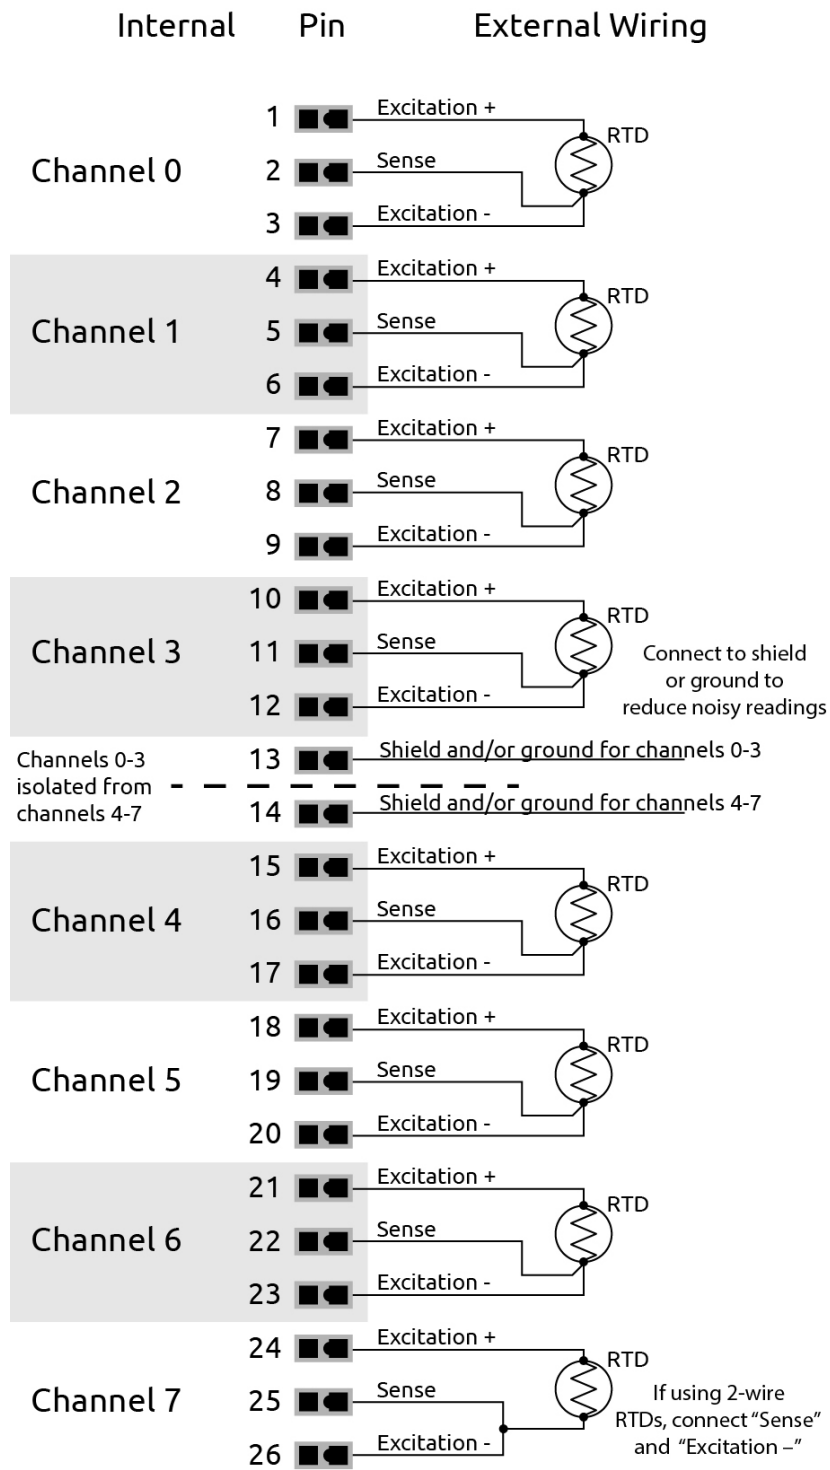 Internal Pin External Wiring
1 Excitation +
RTD
Channel 0 2 Sense
3 Excitation -
4 Excitation +
RTD
Channel 1 5 Sense
6 Excitation -
7 Excitation +
RTD
Channel 2 8 Sense
9 Excitation -
10 Excitation +
RTD
Channel 3 11 Sense
12 Excitation -
Connect to shield
or ground to
reduce noisy readings
Channels 0-3
isolated from
channels 4-7
13 Shield and/or ground for channels 0-3
14 Shield and/or ground for channels 4-7
15 Excitation +
RTD
Channel 4 16 Sense
17 Excitation -
18 Excitation +
RTD
Channel 5 19 Sense
20 Excitation -
21 Excitation +
RTD
Channel 6 22 Sense
23 Excitation -
24 Excitation +
RTD
Channel 7 25 Sense
26 Excitation -
If using 2-wire
RTDs, connect “Sense”
and “Excitation –”